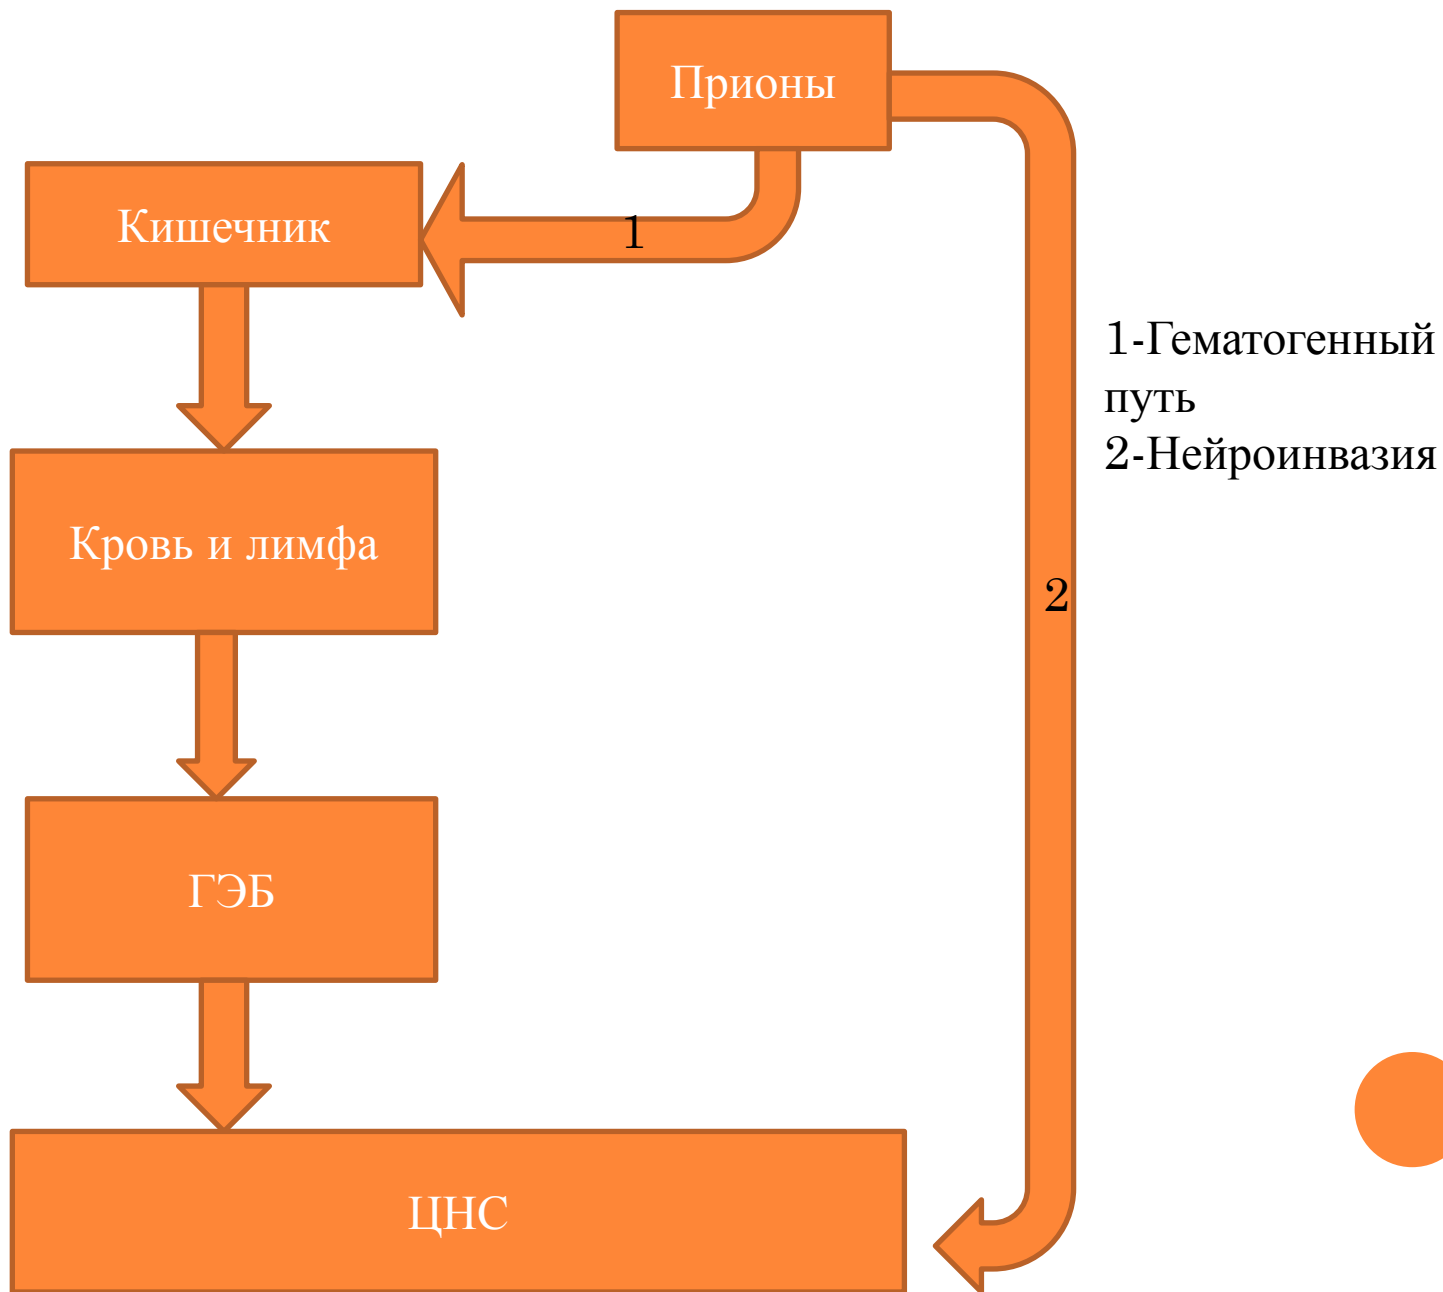 Прионы
Кишечник
1
1-Гематогенный
путь
2-Нейроинвазия
Кровь и лимфа
2
ГЭБ
ЦНС